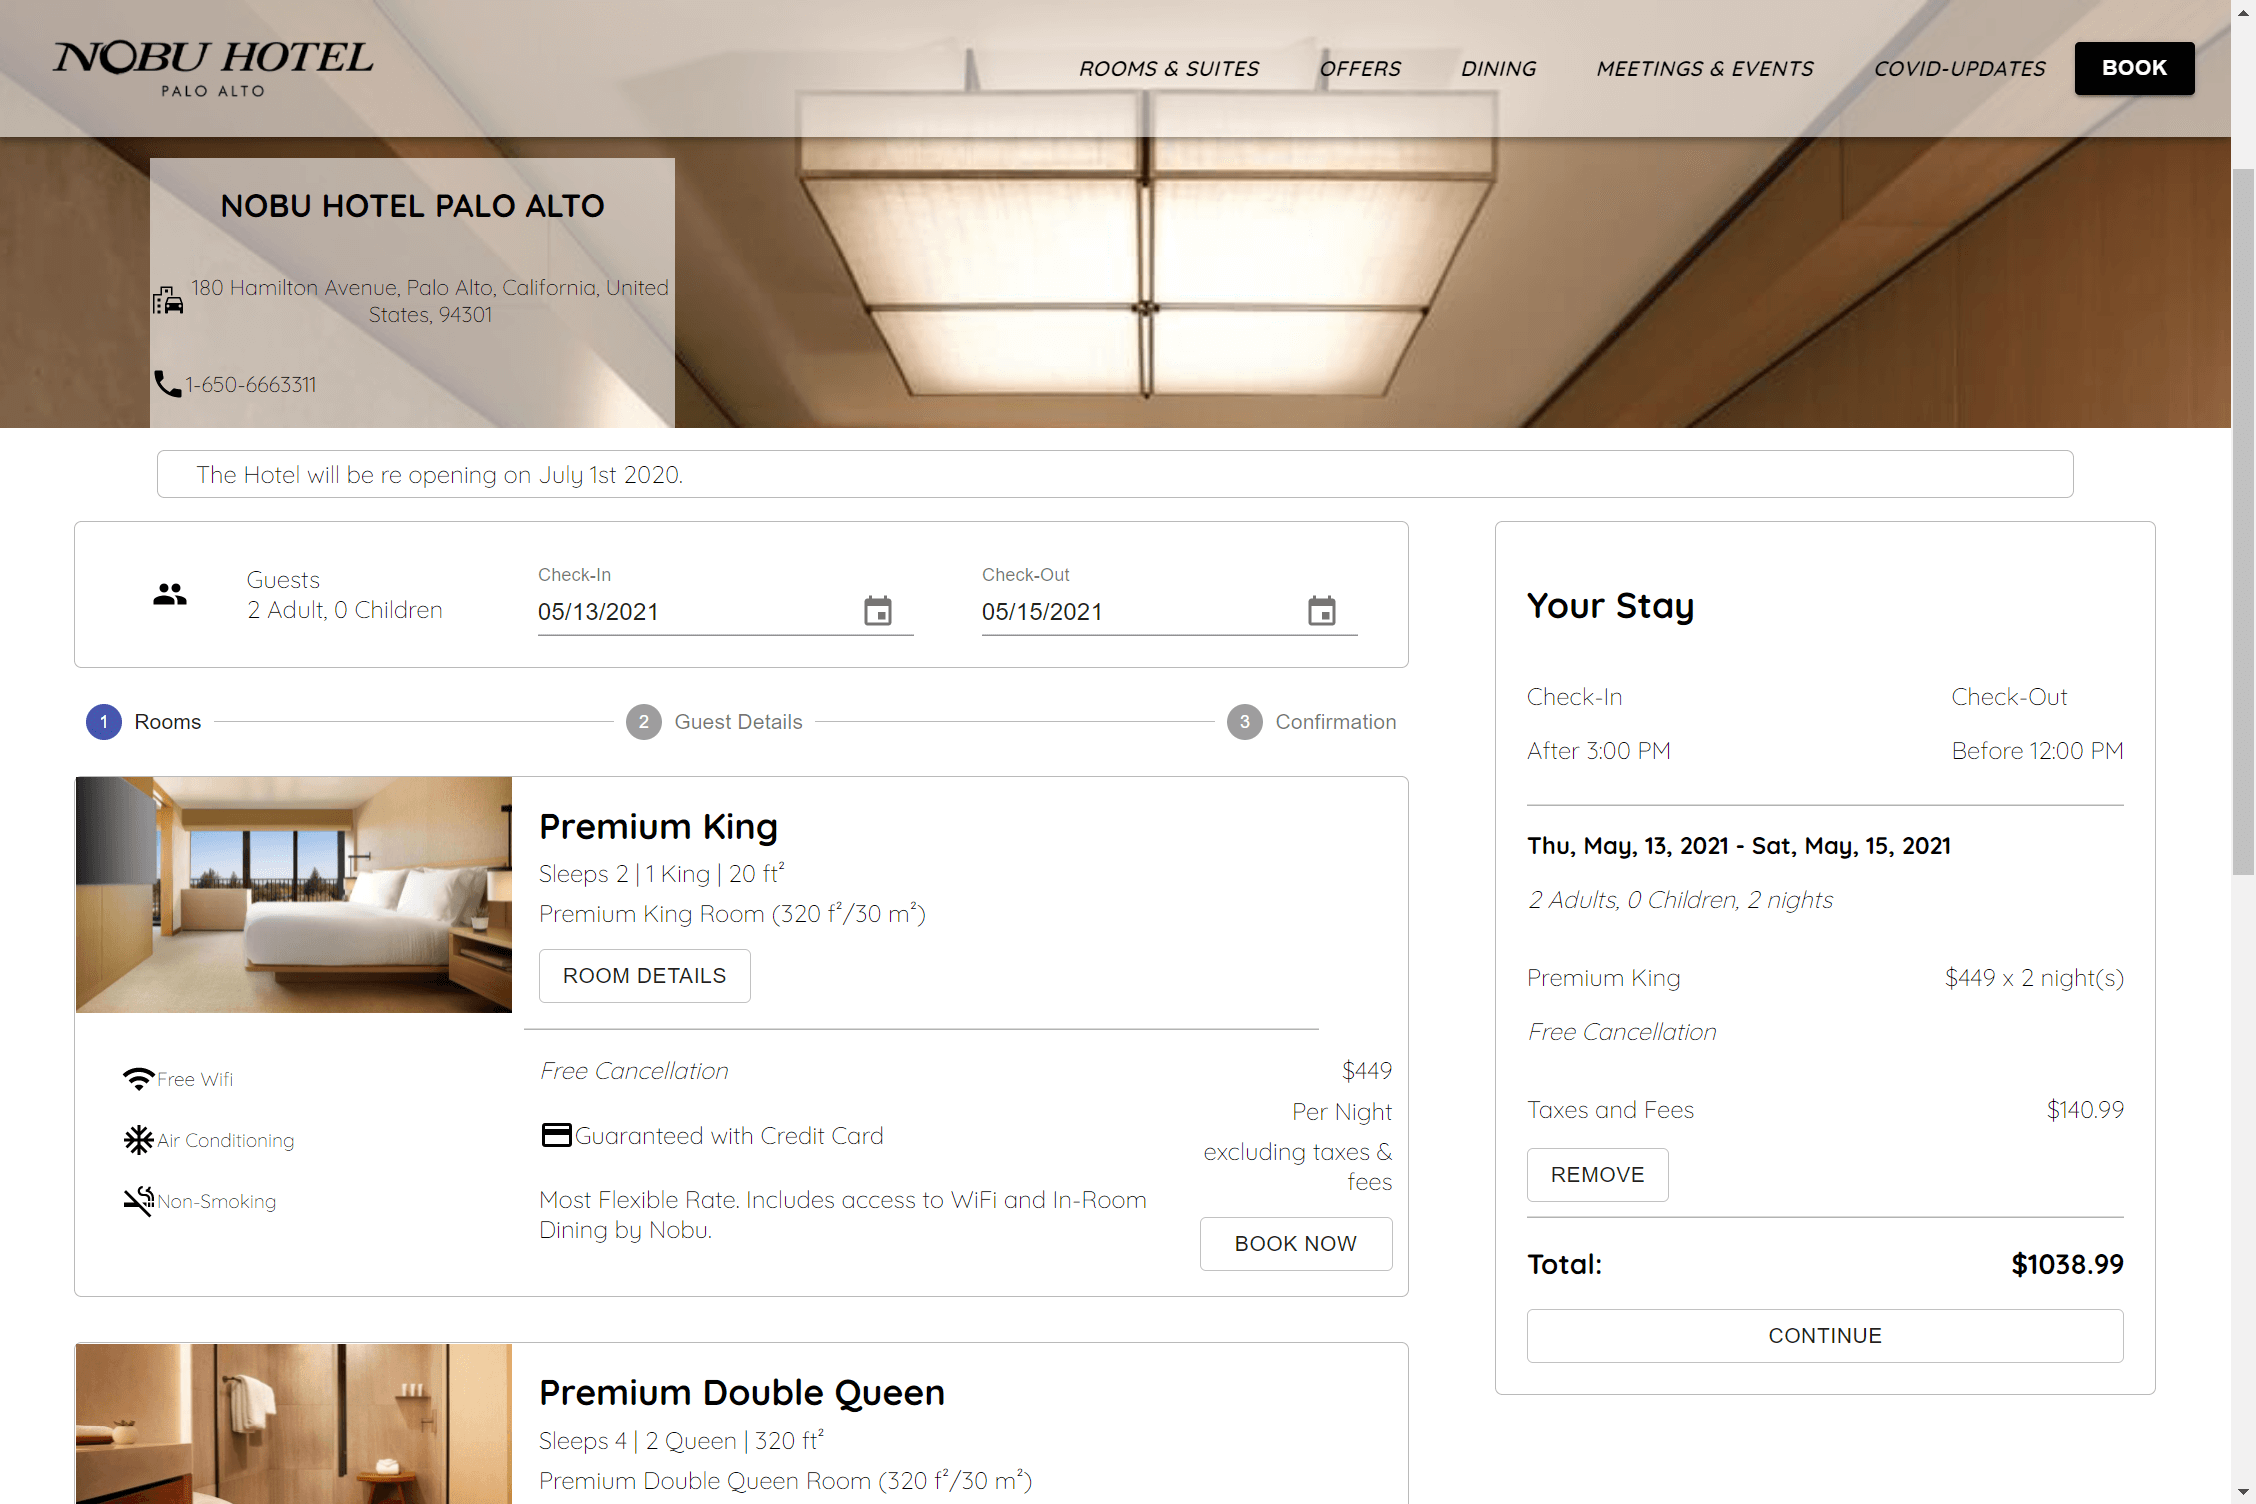 NOBU HOTEL
PALO ALTO
ROOMS & SUITES
OFFERS
DINING
MEETINGS & EVENTS
COVID-UPDATES
BOOK
NOBU HOTEL PALO ALTO
180 Hamilton Avenue, Palo Alto, California, United
States, 94301
1-650-6663311
The Hotel will be re opening on July 1st 2020.
Guests
2 Adult, 0 Children
Check-In
05/13/2021
Check-Out
05/15/2021
1 Rooms
2 Guest Details
3 Confirmation
Premium King
Sleeps 2 | 1 King | 20 ft²
Premium King Room (320 f²/30 m²)
ROOM DETAILS
Free Wifi
Air Conditioning
Non-Smoking
Free Cancellation
Guaranteed with Credit Card
Most Flexible Rate. Includes access to WiFi and In-Room
Dining by Nobu.
$449
Per Night
excluding taxes &
fees
BOOK NOW
Premium Double Queen
Sleeps 4 | 2 Queen | 320 ft²
Premium Double Queen Room (320 f²/30 m²)
Your Stay
Check-In
Check-Out
After 3:00 PM
Before 12:00 PM
Thu, May, 13, 2021 - Sat, May, 15, 2021
2 Adults, 0 Children, 2 nights
Premium King
$449 x 2 night(s)
Free Cancellation
Taxes and Fees
$140.99
REMOVE
Total:
$1038.99
CONTINUE